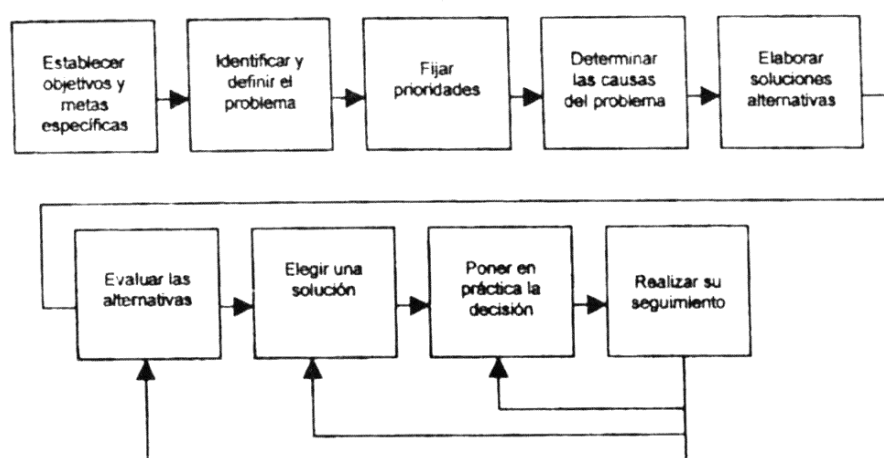 Establecer
objetivos y
metas
específicas
Identificar y
definir el
problema
Fijar
prioridades
Determinar
las causas
del problema
Elaborar
soluciones
alternativas
Evaluar las
alternativas
Elegir una
solución
Poner en
práctica la
decisión
Realizar su
seguimiento